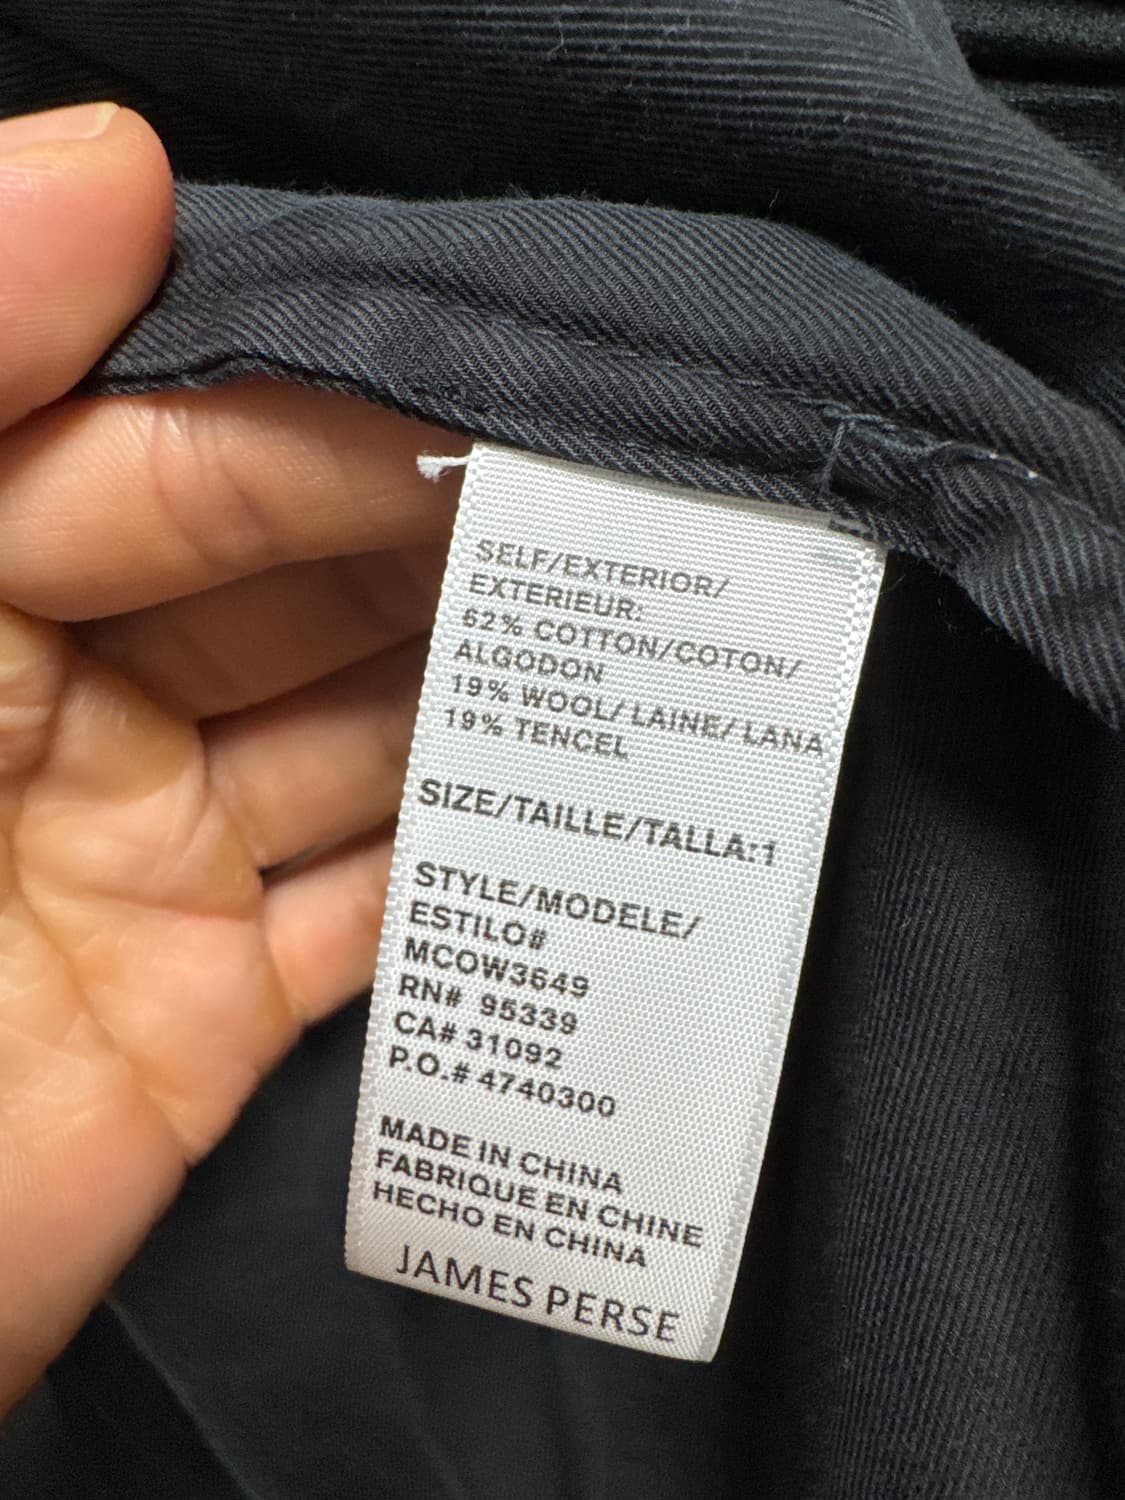 SELF/EXTERIOR/
EXTERIEUR:
62% COTTON/COTON/
ALGODON
19% WOOL/ LAINE/ LANA
19% TENCEL
SIZE/TAILLE/TALLA:1
STYLE/MODELE/
ESTILO#
MCOW3649
RN# 95339
CA# 31092
P.O.# 4740300
MADE IN CHINA
FABRIQUE EN CHINE
HECHO EN CHINA
JAMES PERSE